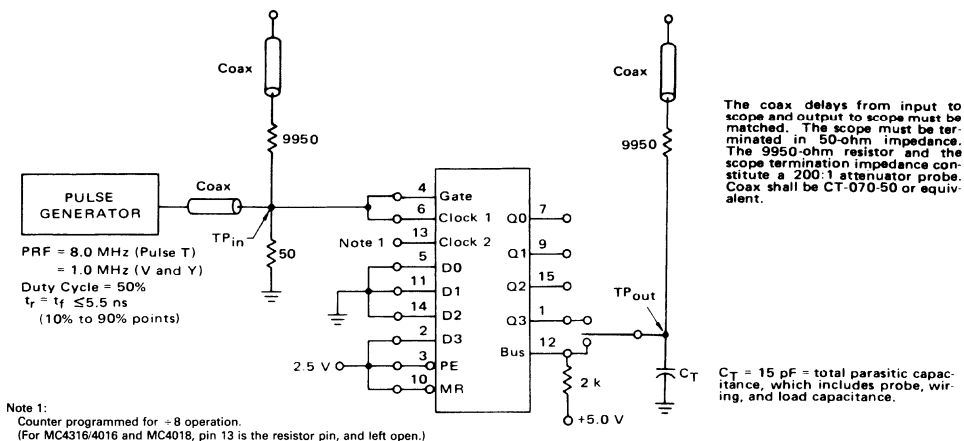 Coax
9950
PULSE
GENERATOR
Coax
TPin
50
PRF = 8.0 MHz (Pulse T)
= 1.0 MHz (V and Y)
Duty Cycle = 50%
tr = tf ≤5.5 ns
(10% to 90% points)
4 Gate
6 Clock 1
Note 1 13 Clock 2
5 D0
11 D1
14 D2
2 D3
2.5 V 3 PE
10 MR
Q0 7
Q1 9
Q2 15
Q3 1
Bus 12
2 k
+5.0 V
Coax
9950
TPout
CT
The coax delays from input to
scope and output to scope must be
matched. The scope must be ter-
minated in 50-ohm impedance.
The 9950-ohm resistor and the
scope termination impedance con-
stitute a 200:1 attenuator probe.
Coax shall be CT-070-50 or equiv-
alent.
CT = 15 pF = total parasitic capac-
itance, which includes probe, wir-
ing, and load capacitance.
Note 1:
Counter programmed for ÷8 operation.
(For MC4316/4016 and MC4018, pin 13 is the resistor pin, and left open.)